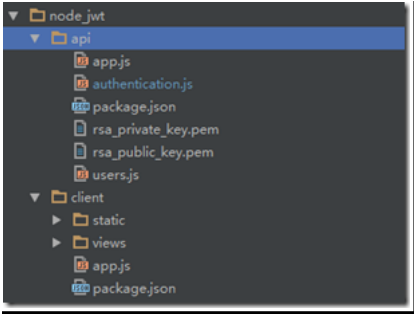 node_jwt
api
app.js
authentication.js
package.json
rsa_private_key.pem
rsa_public_key.pem
users.js
client
static
views
app.js
package.json